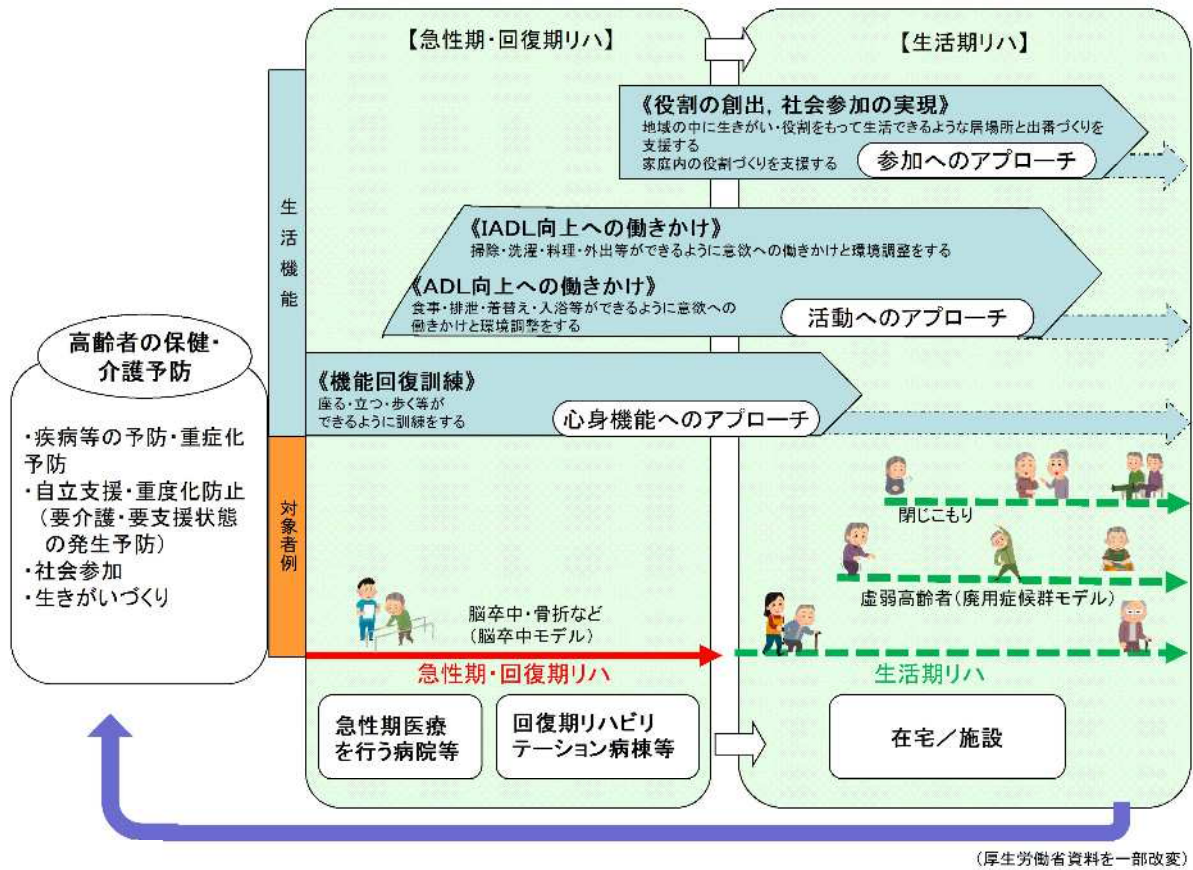 【急性期・回復期リハ】
【生活期リハ】
《役割の創出，社会参加の実現》
地域の中に生きがい・役割をもって生活できるような居場所と出番づくりを
支援する
家庭内の役割づくりを支援する
参加へのアプローチ
生活機能
《IADL向上への働きかけ》
掃除・洗濯・料理・外出等ができるように意欲への働きかけと環境調整をする
《ADL向上への働きかけ》
食事・排泄・着替え・入浴等ができるように意欲への
働きかけと環境調整をする
活動へのアプローチ
《機能回復訓練》
座る・立つ・歩く等が
できるように訓練をする
心身機能へのアプローチ
高齢者の保健・
介護予防
・疾病等の予防・重症化
予防
・自立支援・重度化防止
（要介護・要支援状態
の発生予防）
・社会参加
・生きがいづくり
対象者例
閉じこもり
虚弱高齢者（廃用症候群モデル）
脳卒中・骨折など
（脳卒中モデル）
急性期・回復期リハ
生活期リハ
急性期医療
を行う病院等
回復期リハビリ
テーション病棟等
在宅／施設
（厚生労働省資料を一部改変）